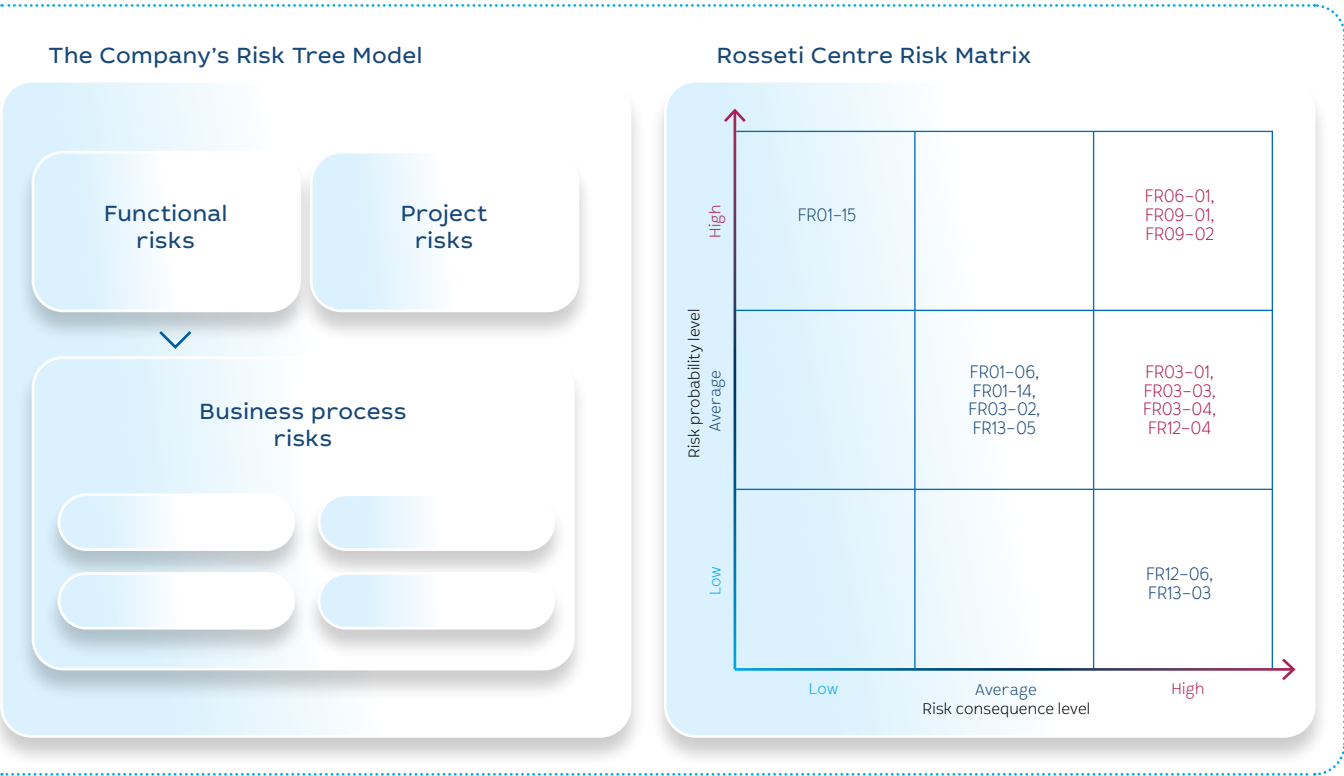 The Company’s Risk Tree Model
Functional
risks
Project
risks
Business process
risks
Rosseti Centre Risk Matrix
Risk probability level
High
Average
Low
FR01–15
FR06–01,
FR09–01,
FR09–02
FR01–06,
FR01–14,
FR03–02,
FR13–05
FR03–01,
FR03–03,
FR03–04,
FR12–04
FR12–06,
FR13–03
Low
Average
High
Risk consequence level